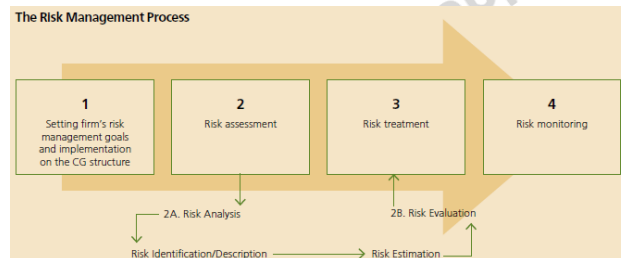 The Risk Management Process
1
Setting firm's risk
management goals
and implementation
on the CG structure
2
Risk assessment
3
Risk treatment
4
Risk monitoring
2A. Risk Analysis
2B. Risk Evaluation
Risk Identification/Description
Risk Estimation